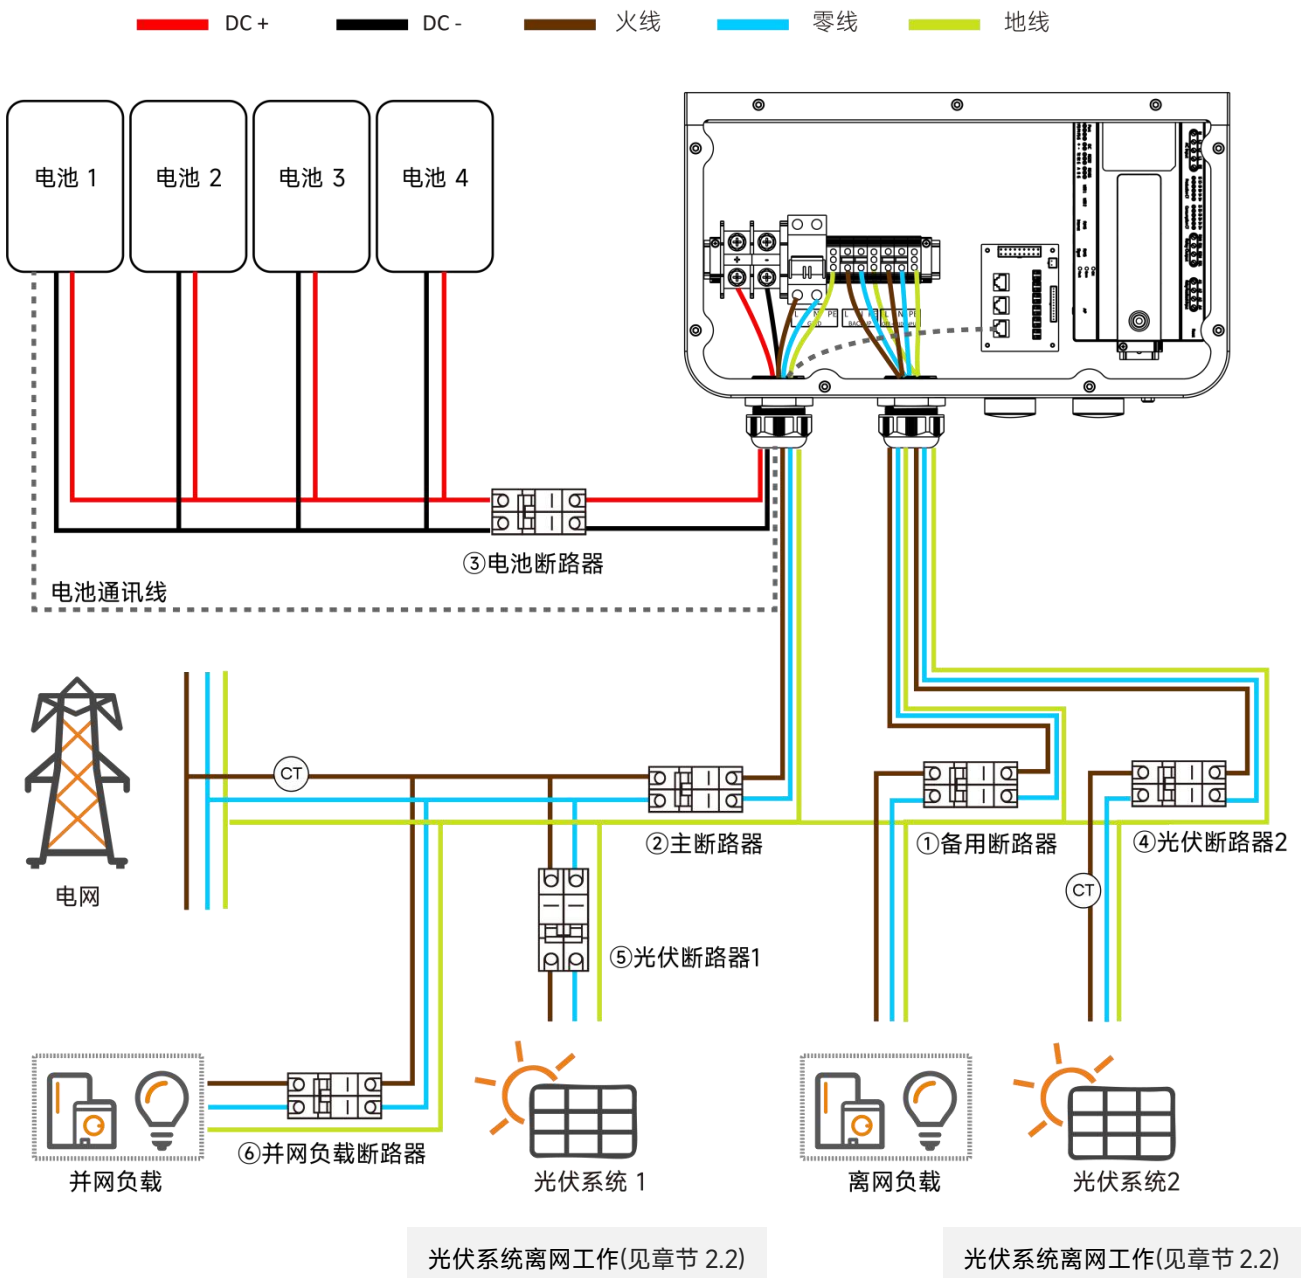 DC +
DC -
火线
零线
地线
电池 1
电池 2
电池 3
电池 4
+
-
L N PE
L N PE
L N PE
③电池断路器
电池通讯线
CT
②主断路器
①备用断路器
④光伏断路器2
CT
电网
⑤光伏断路器1
⑥并网负载断路器
并网负载
光伏系统 1
离网负载
光伏系统2
光伏系统离网工作(见章节 2.2)
光伏系统离网工作(见章节 2.2)